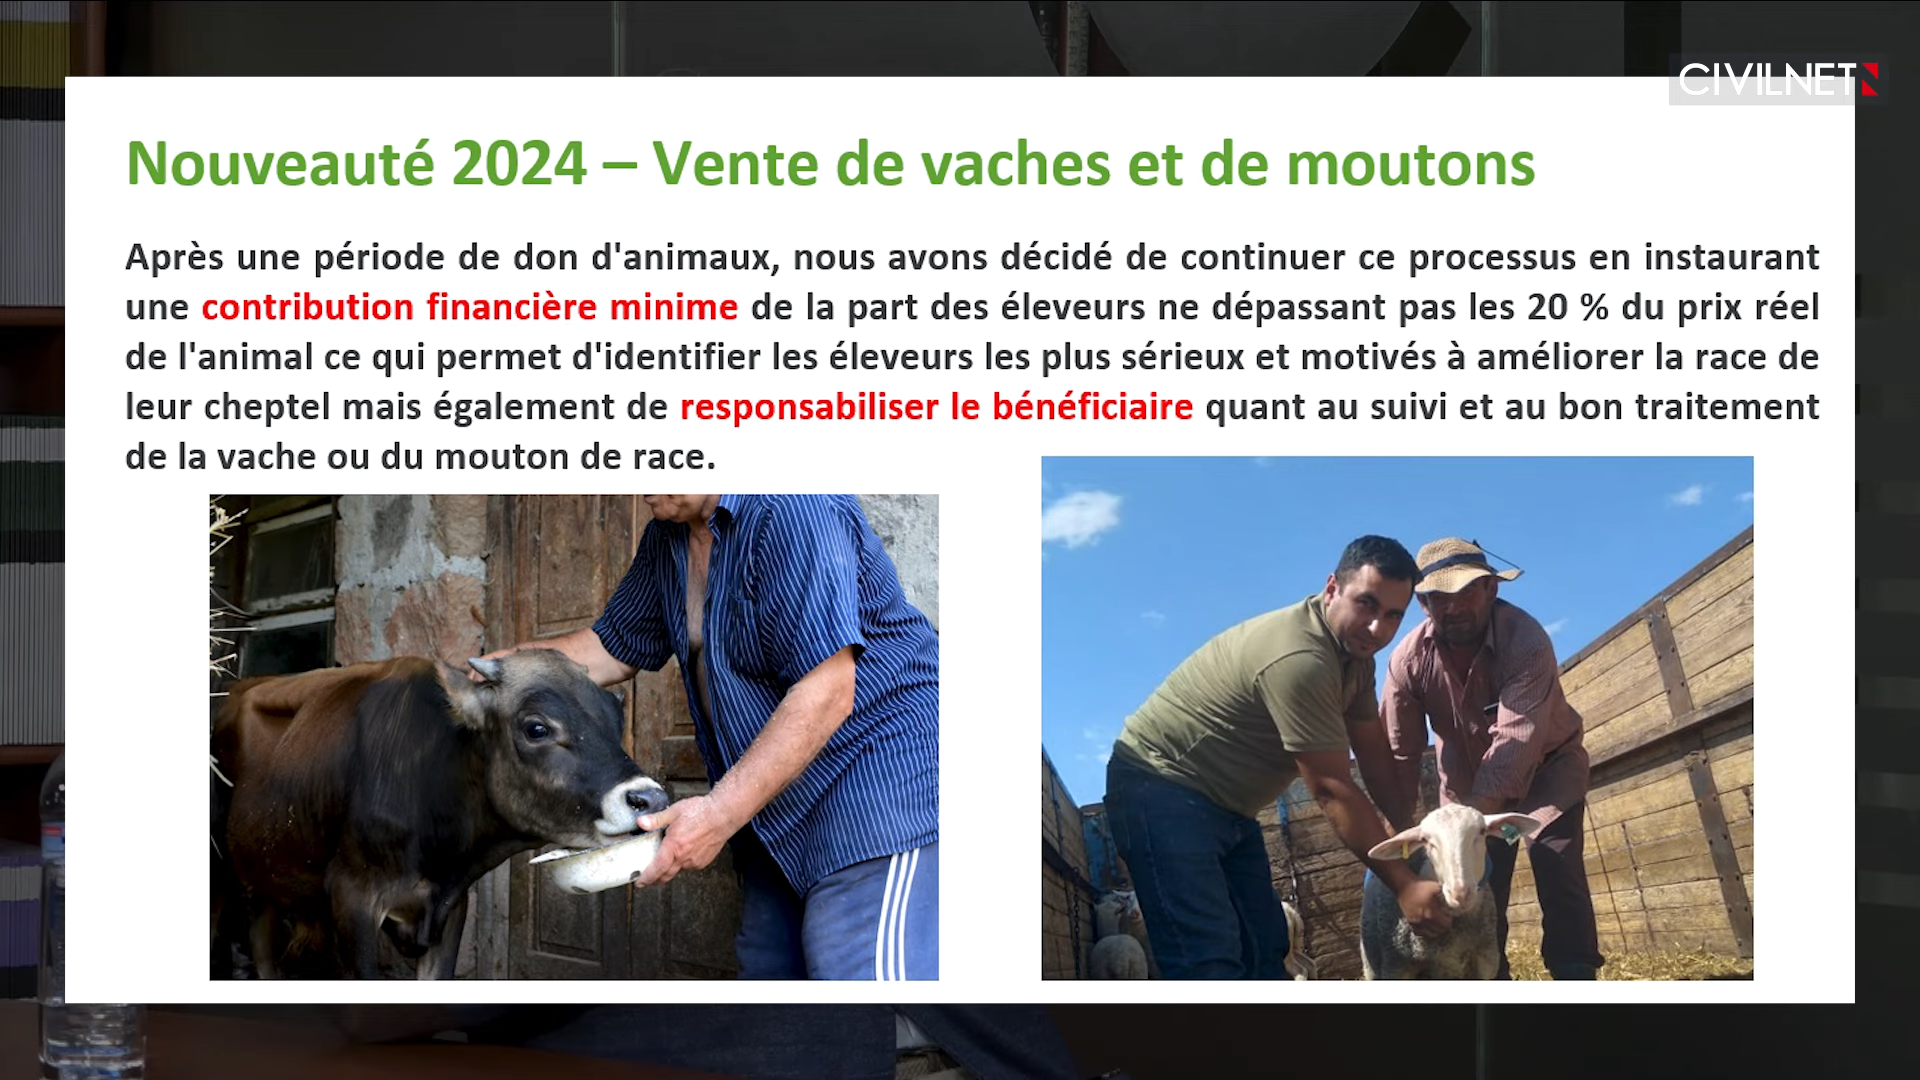 CIVILNET
Nouveauté 2024 – Vente de vaches et de moutons
Après une période de don d'animaux, nous avons décidé de continuer ce processus en instaurant
une contribution financière minime de la part des éleveurs ne dépassant pas les 20 % du prix réel
de l'animal ce qui permet d'identifier les éleveurs les plus sérieux et motivés à améliorer la race de
leur cheptel mais également de responsabiliser le bénéficiaire quant au suivi et au bon traitement
de la vache ou du mouton de race.